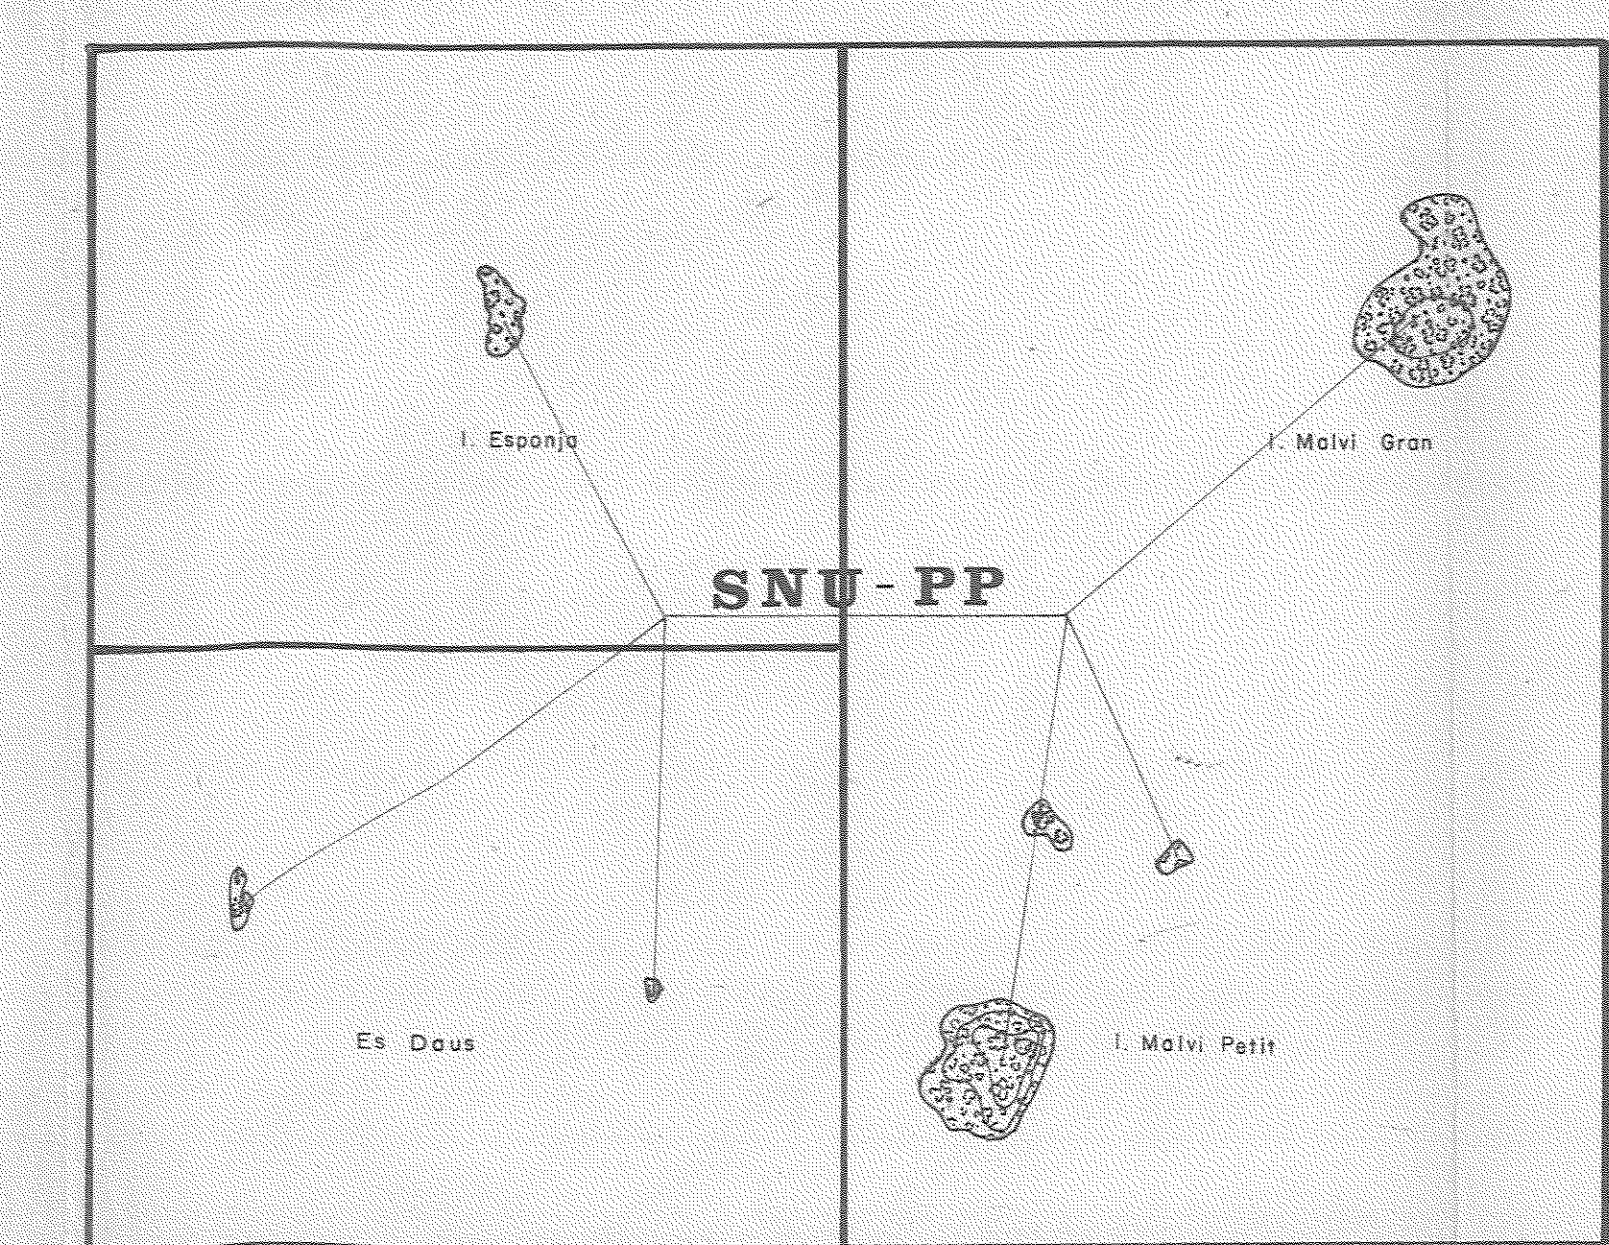 I. Esponja
I. Malvi Gran
SNU-PP
Es Daus
I. Malvi Petit